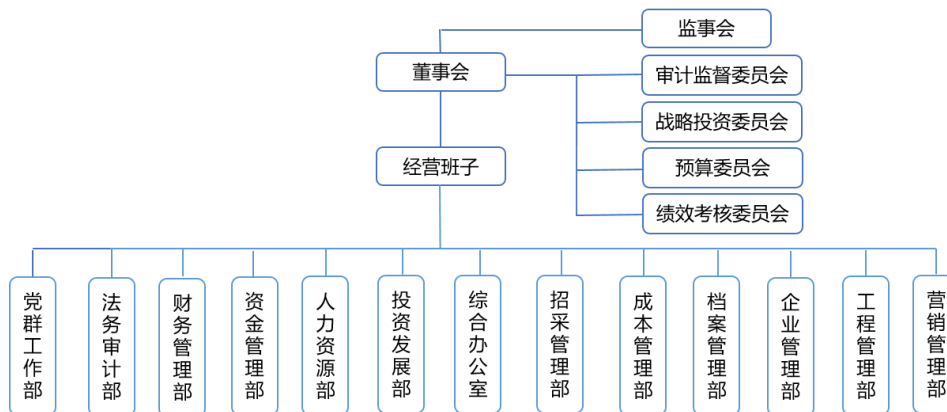 监事会
董事会
审计监督委员会
战略投资委员会
经营班子
预算委员会
绩效考核委员会
党群工作部
法务审计部
财务管理部
资金管理部
人力资源部
投资发展部
综合办公室
招采管理部
成本管理部
档案管理部
企业管理部
工程管理部
营销管理部